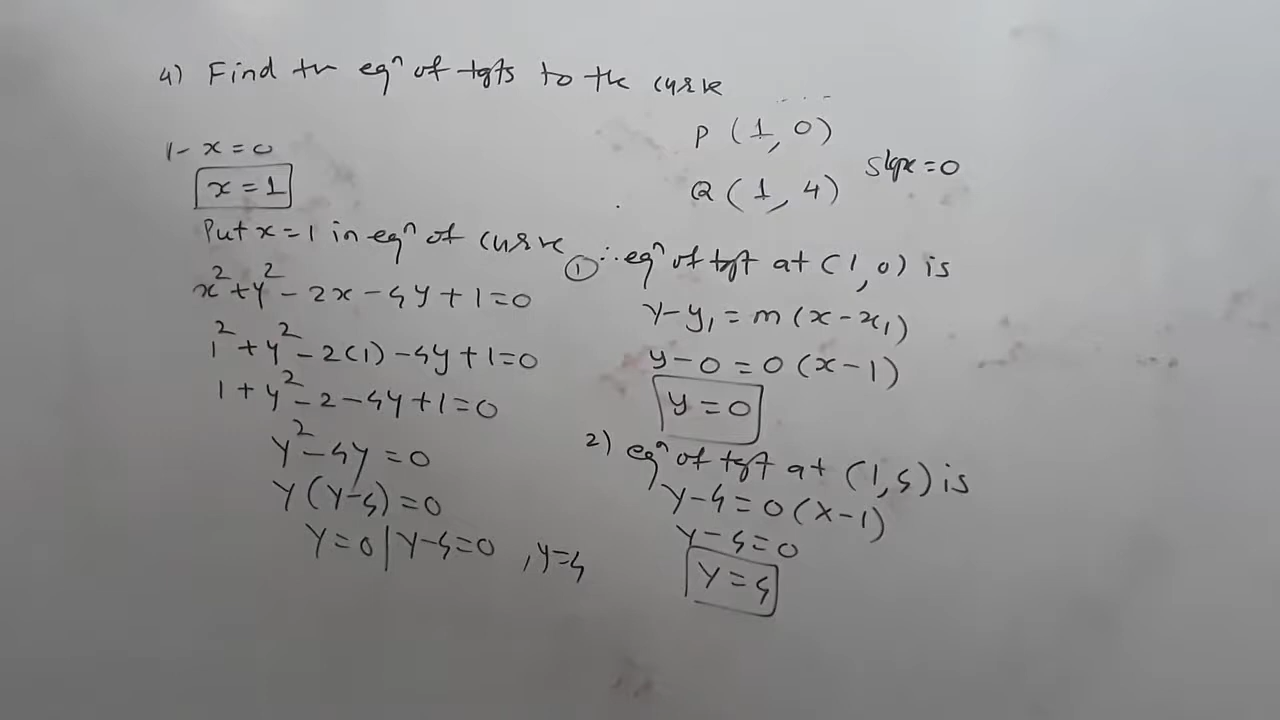 4) Find the eqⁿ of tgts to the curve
1-x=0
x=1
Put x=1 in eqⁿ of curve
x²+y²-2x-4y+1=0
1²+y²-2(1)-4y+1=0
1+y²-2-4y+1=0
y²-4y=0
y(y-4)=0
y=0|y-4=0, y=4
P(1,0)
Q(1,4)
slope=0
① ∴eqⁿ of tgt at (1,0) is
y-y₁=m(x-x₁)
y-0=0(x-1)
y=0
2) eqⁿ of tgt at (1,4) is
y-4=0(x-1)
y-4=0
y=4